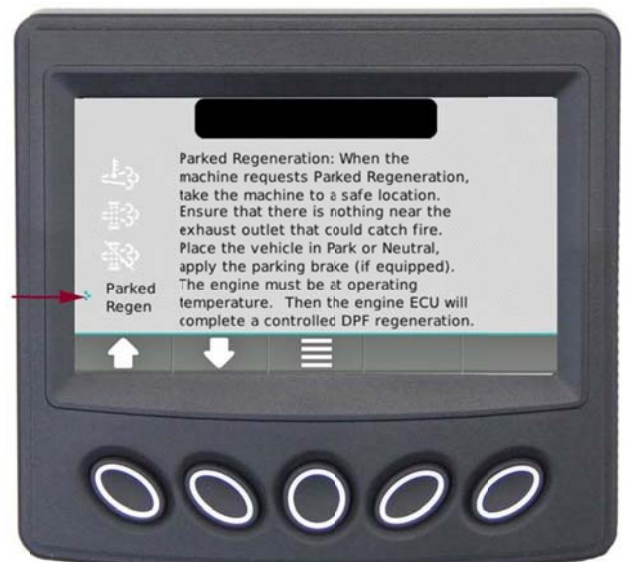 Parked Regeneration: When the
machine requests Parked Regeneration,
take the machine to a safe location.
Ensure that there is nothing near the
exhaust outlet that could catch fire.
Place the vehicle in Park or Neutral,
apply the parking brake (if equipped).
The engine must be at operating
temperature. Then the engine ECU will
complete a controlled DPF regeneration.
Parked
Regen